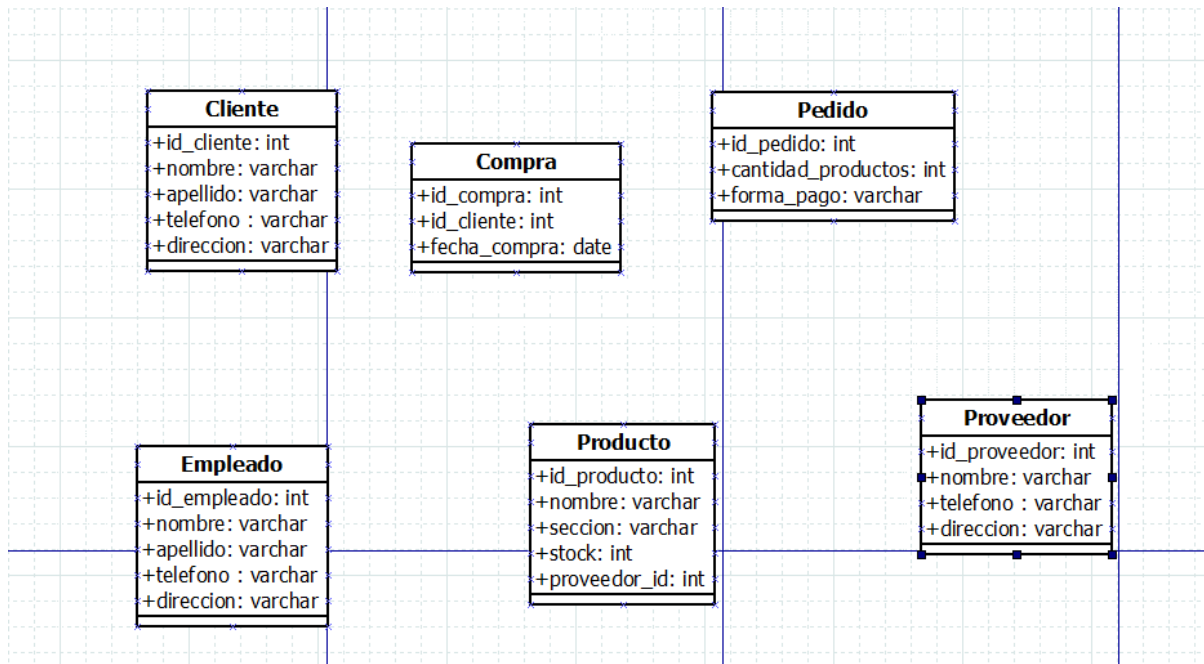 Cliente
+id_cliente: int
+nombre: varchar
+apellido: varchar
+telefono : varchar
+direccion: varchar
Compra
+id_compra: int
+id_cliente: int
+fecha_compra: date
Pedido
+id_pedido: int
+cantidad_productos: int
+forma_pago: varchar
Empleado
+id_empleado: int
+nombre: varchar
+apellido: varchar
+telefono : varchar
+direccion: varchar
Producto
+id_producto: int
+nombre: varchar
+seccion: varchar
+stock: int
+proveedor_id: int
Proveedor
+id_proveedor: int
+nombre: varchar
+telefono : varchar
+direccion: varchar